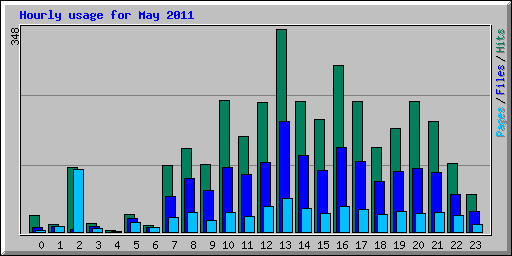 Hourly usage for May 2011
348
Pages / Files / Hits
0 1 2 3 4 5 6 7 8 9 10 11 12 13 14 15 16 17 18 19 20 21 22 23